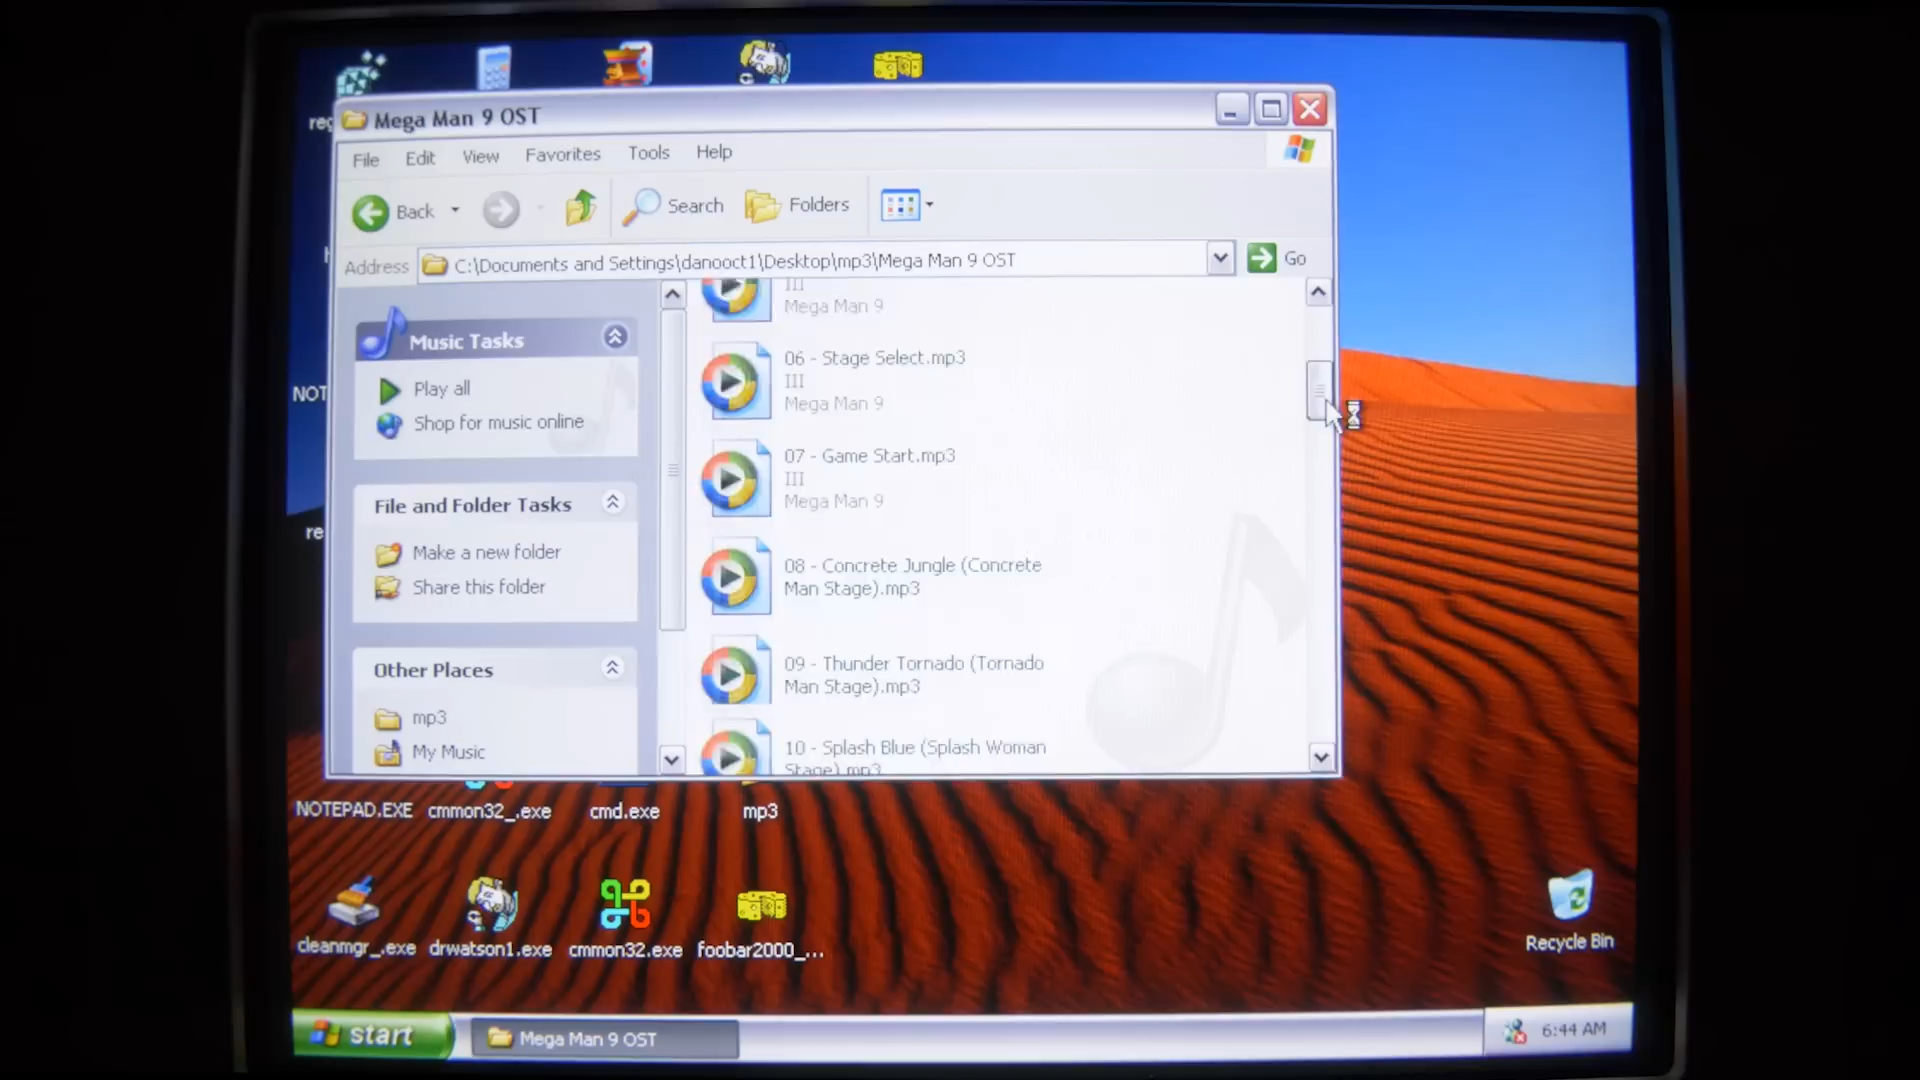 Mega Man 9 OST
File Edit View Favorites Tools Help
Back Search Folders
Address C:\Documents and Settings\danooct1\Desktop\mp3\Mega Man 9 OST Go
Music Tasks
Play all
Shop for music online
File and Folder Tasks
Make a new folder
Share this folder
Other Places
mp3
My Music
III
Mega Man 9
06 - Stage Select.mp3
III
Mega Man 9
07 - Game Start.mp3
III
Mega Man 9
08 - Concrete Jungle (Concrete
Man Stage).mp3
09 - Thunder Tornado (Tornado
Man Stage).mp3
10 - Splash Blue (Splash Woman
Stage).mp3
NOTEPAD.EXE cmmon32_.exe cmd.exe mp3
cleanmgr_.exe drwatson1.exe cmmon32.exe foobar2000_...
Recycle Bin
start Mega Man 9 OST 6:44 AM